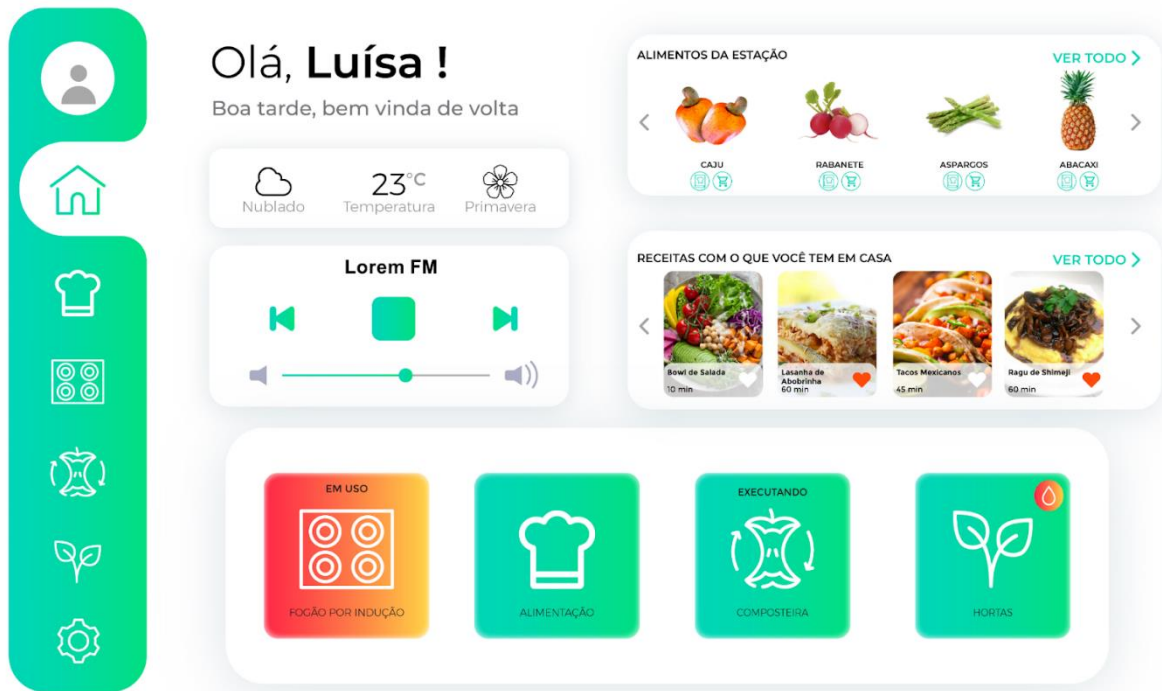 Olá, Luísa !
Boa tarde, bem vinda de volta
Nublado
23°C
Temperatura
Primavera
Lorem FM
ALIMENTOS DA ESTAÇÃO
VER TODO
CAJU
RABANETE
ASPARGOS
ABACAXI
RECEITAS COM O QUE VOCÊ TEM EM CASA
VER TODO
Bowl de Salada
10 min
Lasanha de
Abobrinha
60 min
Tacos Mexicanos
45 min
Ragu de Shimeji
60 min
EM USO
FOGÃO POR INDUÇÃO
ALIMENTAÇÃO
EXECUTANDO
COMPOSTEIRA
HORTAS